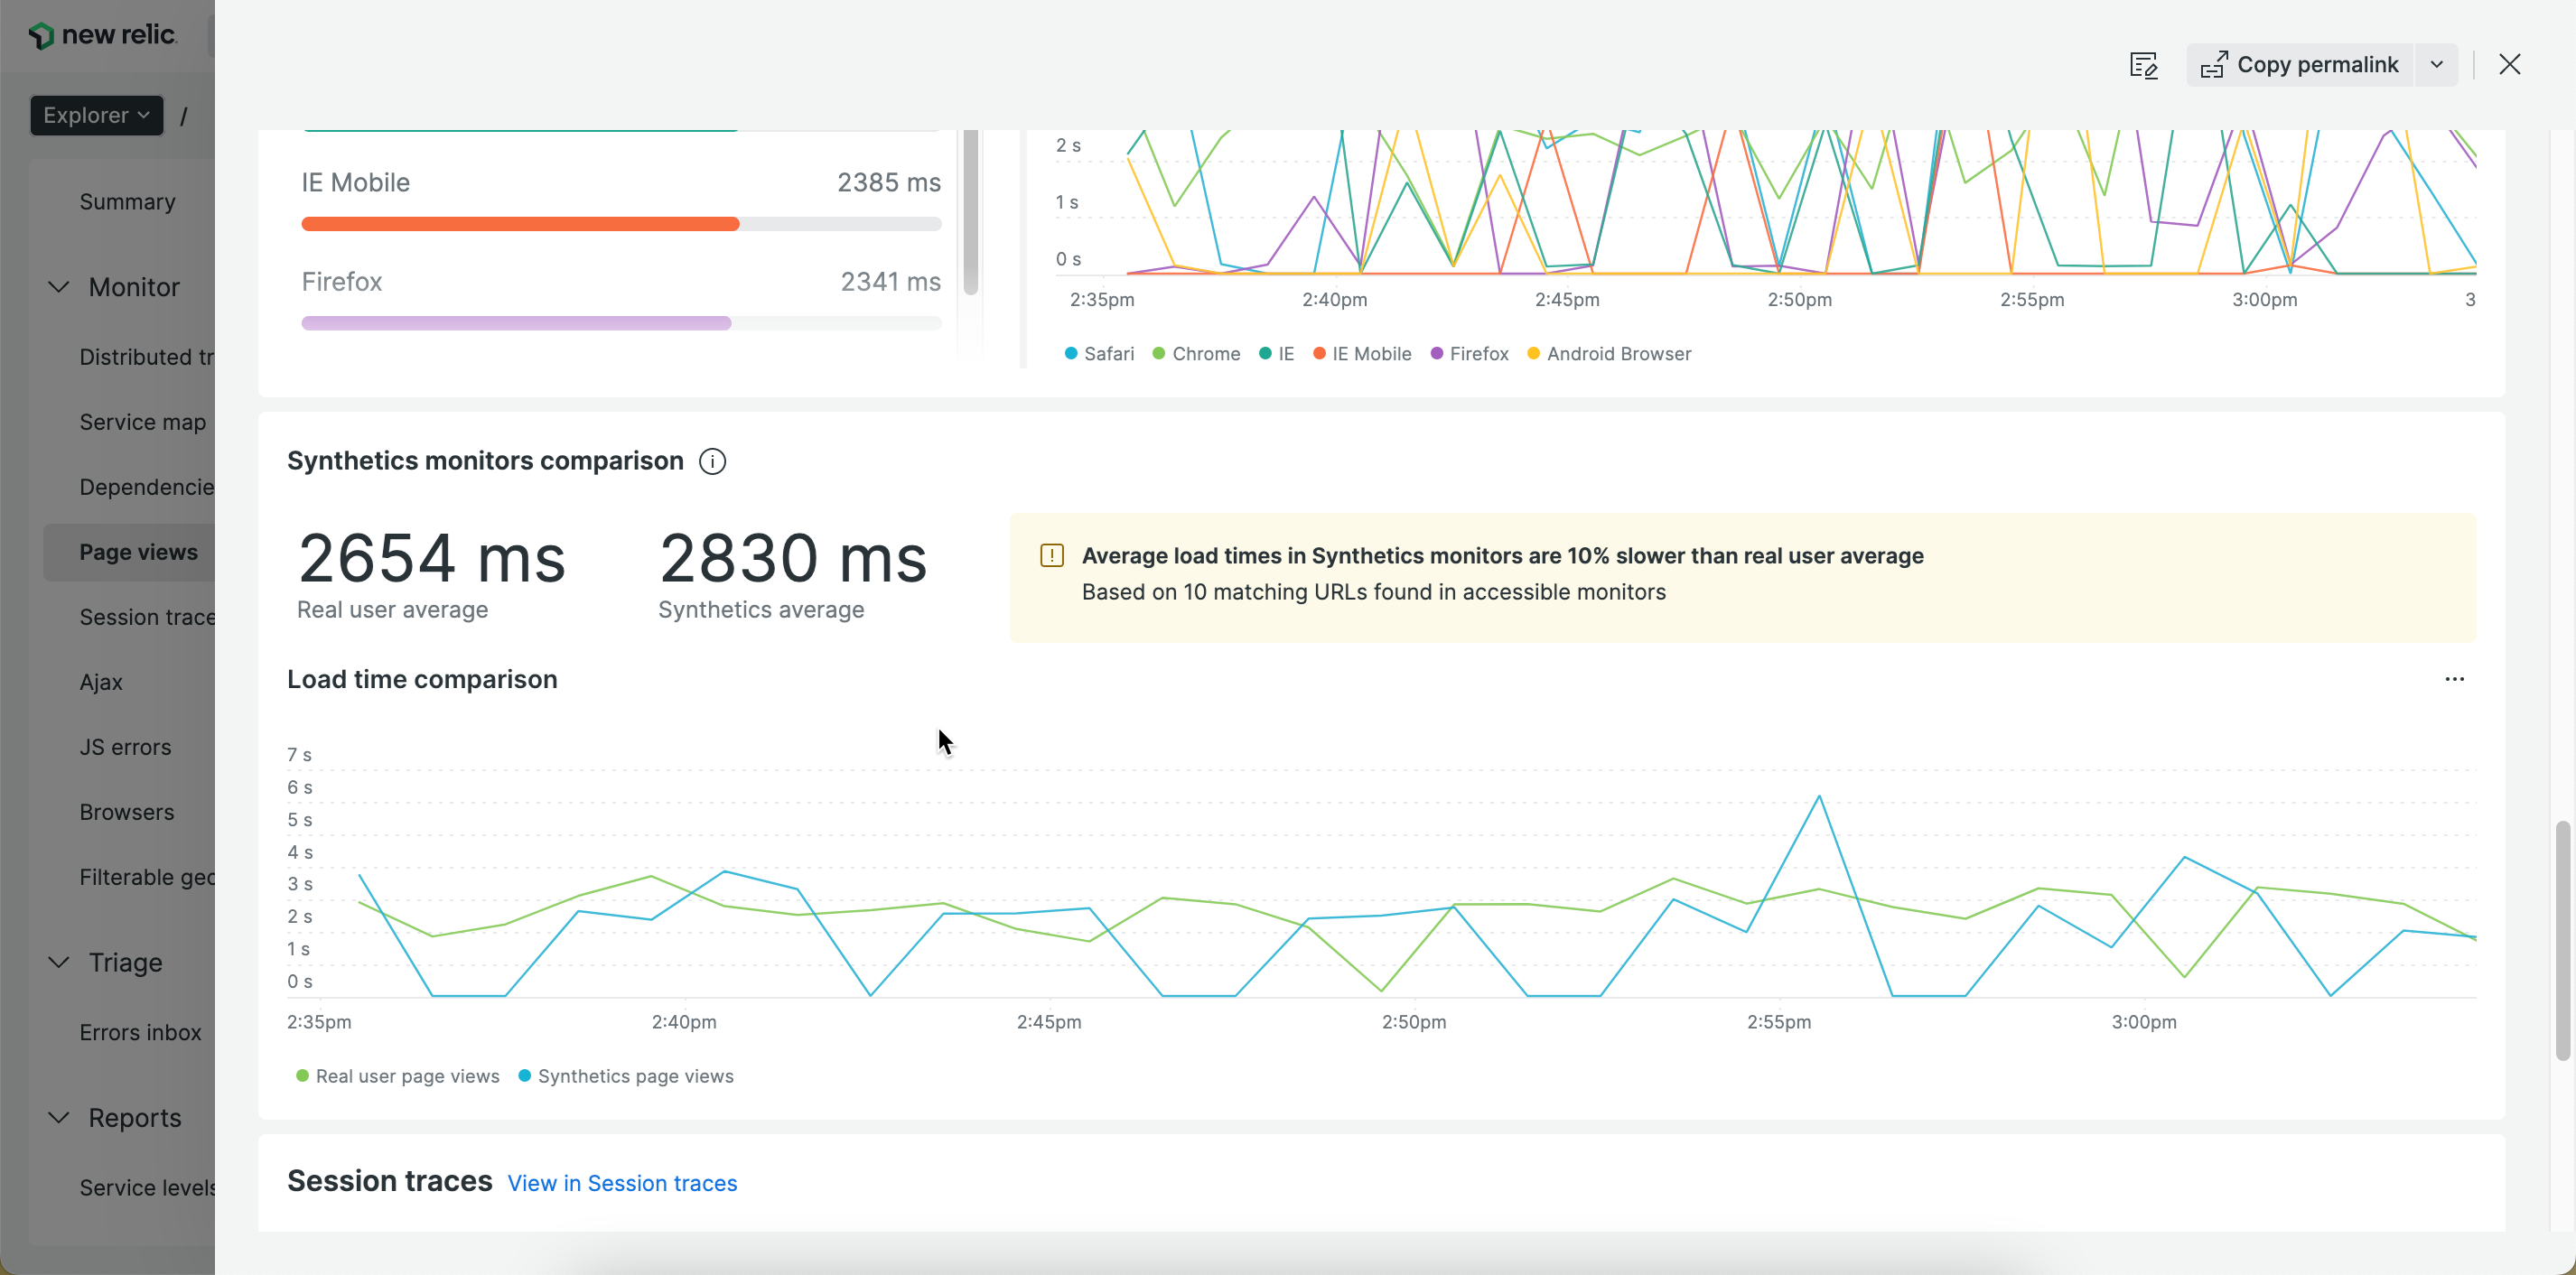 new relic.
Copy permalink
Explorer /
Summary
Monitor
Distributed tr
Service map
Dependencie
Page views
Session trace
Ajax
JS errors
Browsers
Filterable geo
Triage
Errors inbox
Reports
Service levels
IE Mobile 2385 ms
Firefox 2341 ms
2 s
1 s
0 s
2:35pm 2:40pm 2:45pm 2:50pm 2:55pm 3:00pm 3
Safari Chrome IE IE Mobile Firefox Android Browser
Synthetics monitors comparison
2654 ms
Real user average
2830 ms
Synthetics average
Average load times in Synthetics monitors are 10% slower than real user average
Based on 10 matching URLs found in accessible monitors
Load time comparison
7 s
6 s
5 s
4 s
3 s
2 s
1 s
0 s
2:35pm 2:40pm 2:45pm 2:50pm 2:55pm 3:00pm
Real user page views Synthetics page views
Session traces View in Session traces